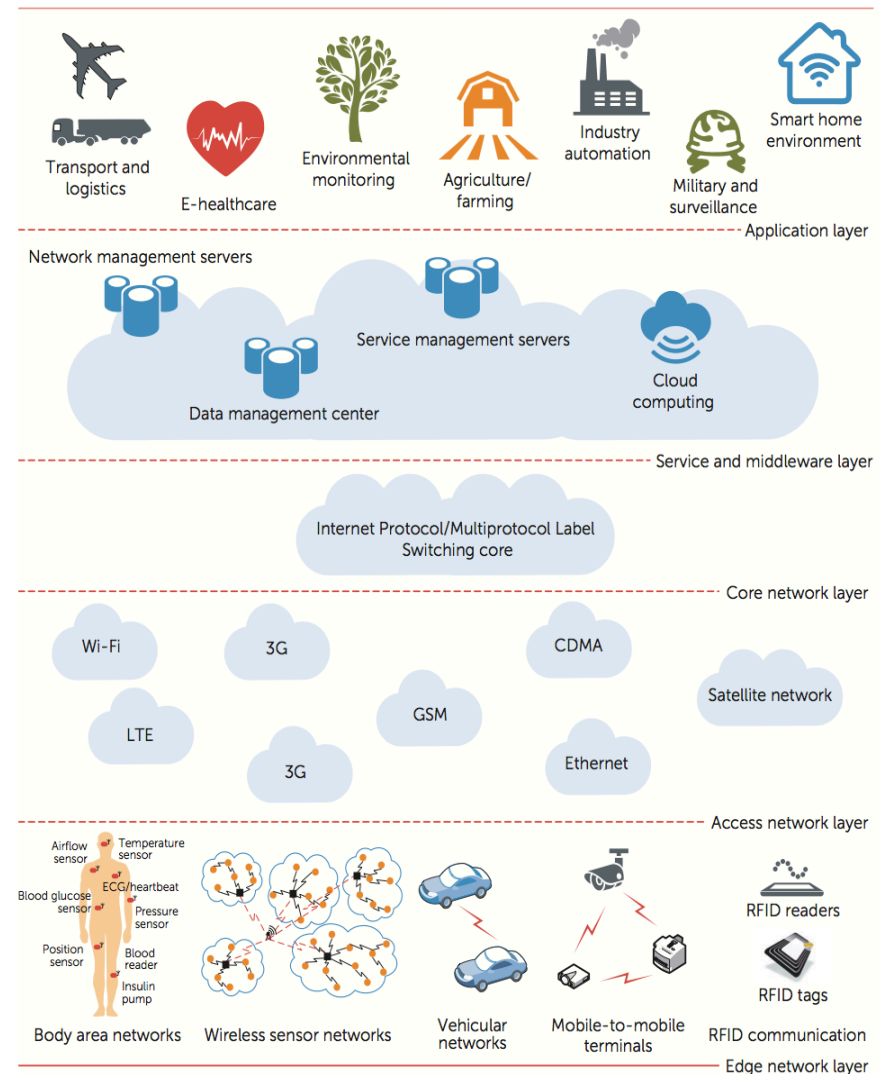 Transport and
logistics
E-healthcare
Environmental
monitoring
Agriculture/
farming
Industry
automation
Military and
surveillance
Smart home
environment
Application layer
Network management servers
Service management servers
Data management center
Cloud
computing
Service and middleware layer
Internet Protocol/Multiprotocol Label
Switching core
Core network layer
Wi-Fi
3G
CDMA
Satellite network
LTE
GSM
3G
Ethernet
Access network layer
Airflow
sensor
Temperature
sensor
ECG/heartbeat
Blood glucose
sensor
Pressure
sensor
Position
sensor
Blood
reader
Insulin
pump
Body area networks
Wireless sensor networks
Vehicular
networks
Mobile-to-mobile
terminals
RFID readers
RFID tags
RFID communication
Edge network layer